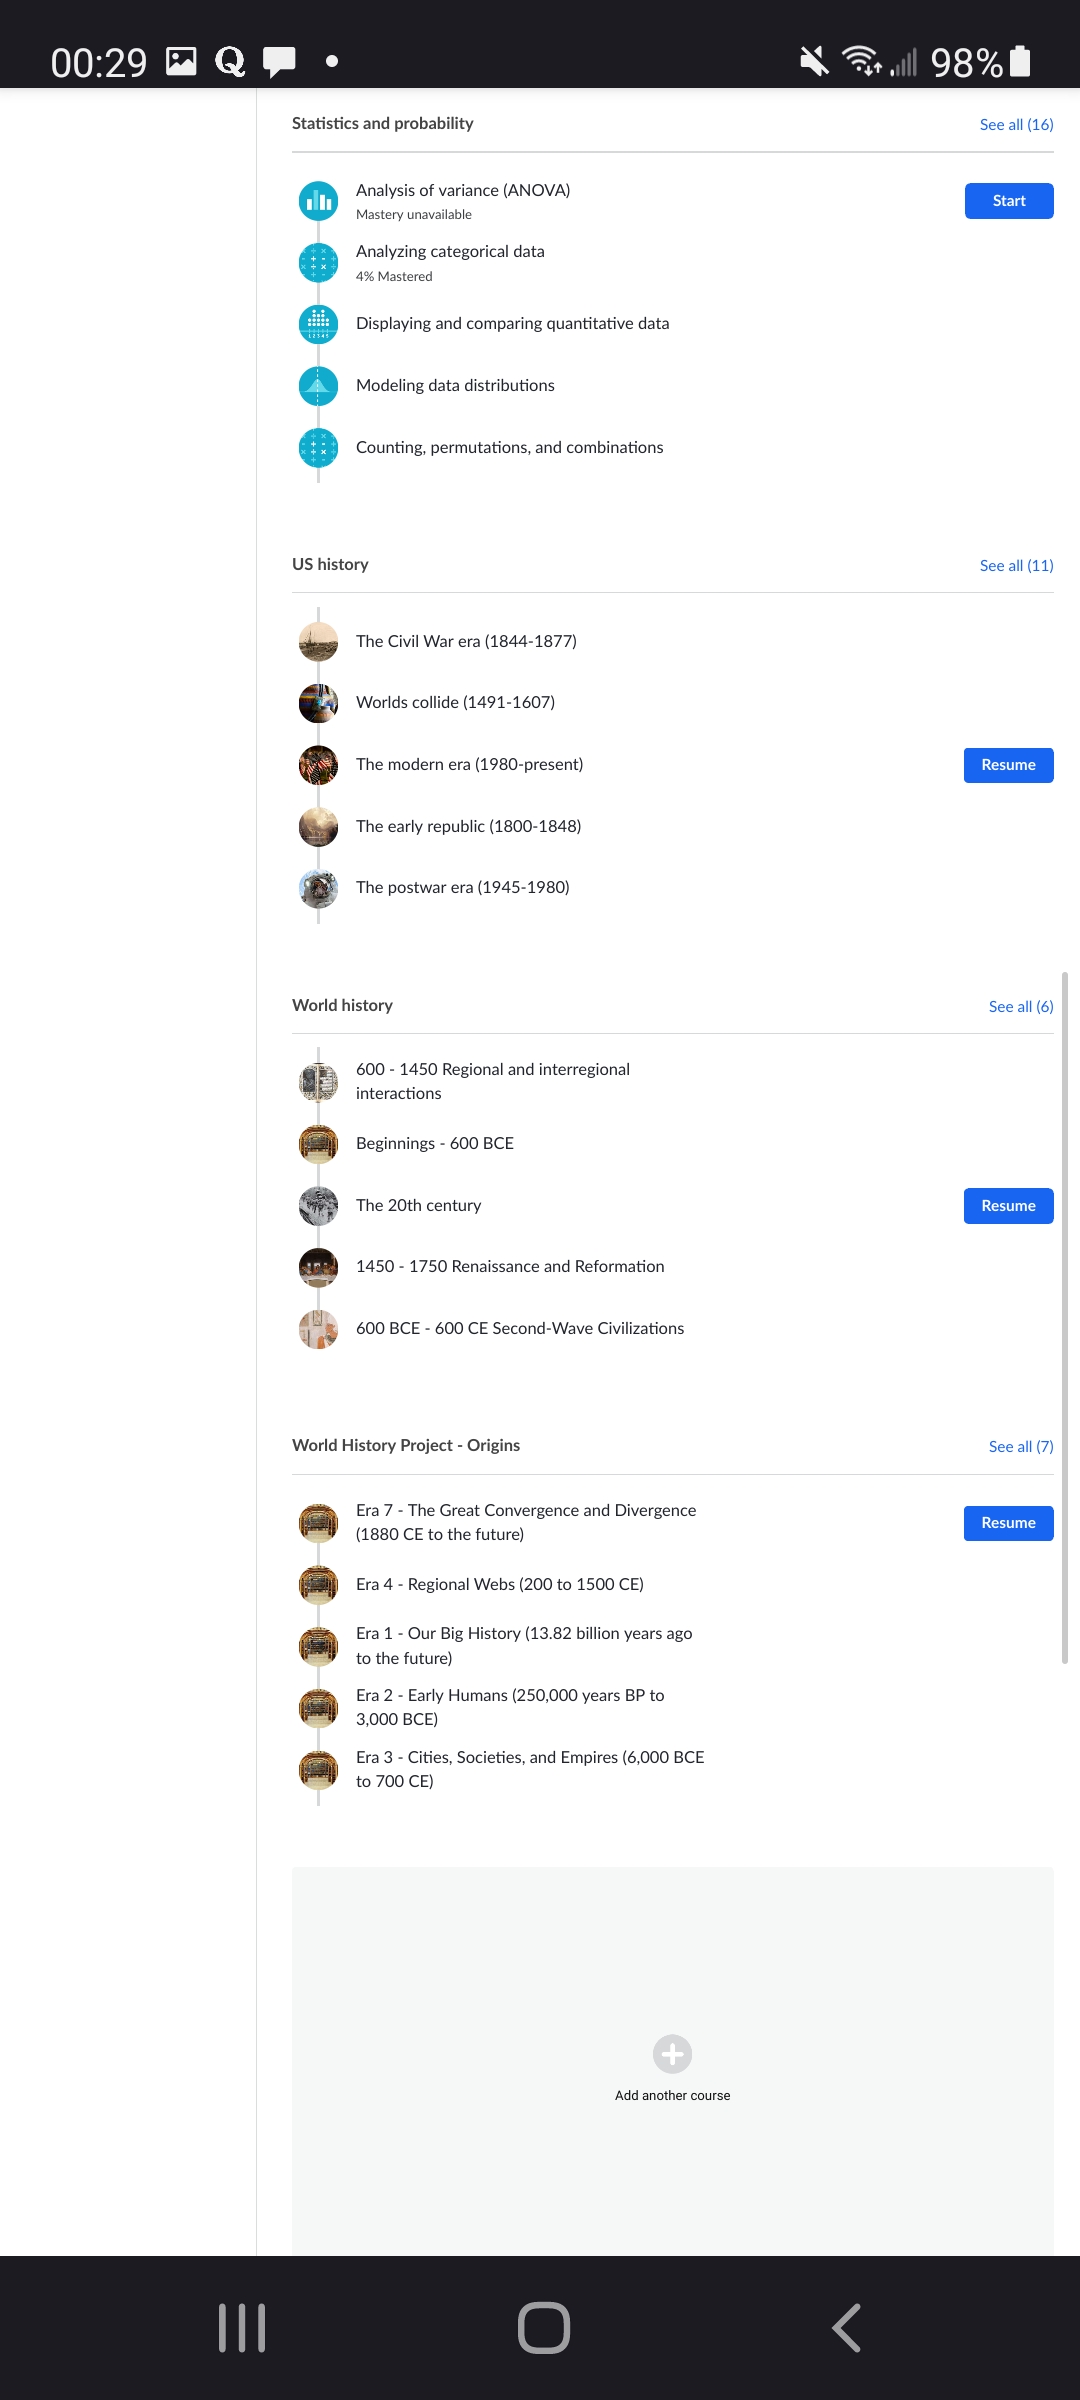 00:29
98%
Statistics and probability
See all (16)
Analysis of variance (ANOVA)
Mastery unavailable
Start
Analyzing categorical data
4% Mastered
Displaying and comparing quantitative data
Modeling data distributions
Counting, permutations, and combinations
US history
See all (11)
The Civil War era (1844-1877)
Worlds collide (1491-1607)
The modern era (1980-present)
Resume
The early republic (1800-1848)
The postwar era (1945-1980)
World history
See all (6)
600 - 1450 Regional and interregional
interactions
Beginnings - 600 BCE
The 20th century
Resume
1450 - 1750 Renaissance and Reformation
600 BCE - 600 CE Second-Wave Civilizations
World History Project - Origins
See all (7)
Era 7 - The Great Convergence and Divergence
(1880 CE to the future)
Resume
Era 4 - Regional Webs (200 to 1500 CE)
Era 1 - Our Big History (13.82 billion years ago
to the future)
Era 2 - Early Humans (250,000 years BP to
3,000 BCE)
Era 3 - Cities, Societies, and Empires (6,000 BCE
to 700 CE)
Add another course